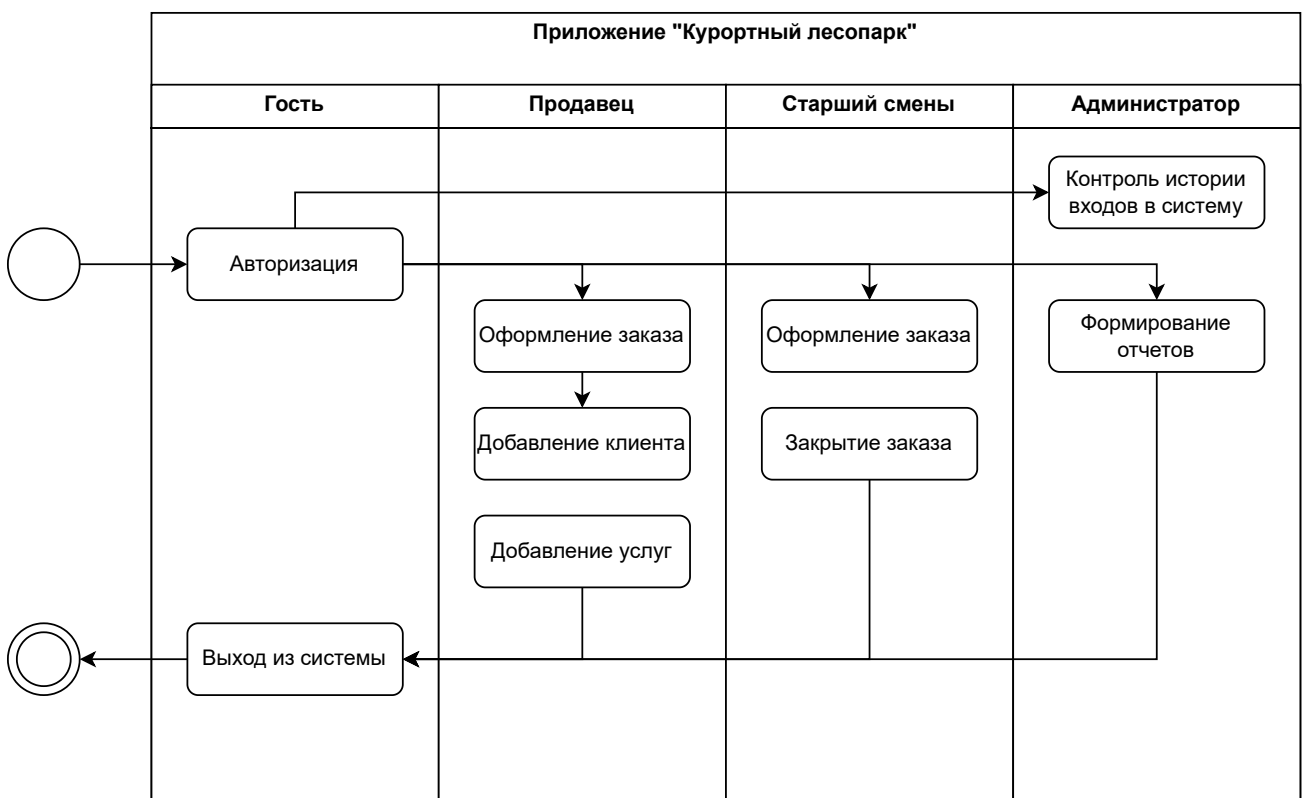 Приложение "Курортный лесопарк"
Гость
Продавец
Старший смены
Администратор
Контроль истории
входов в систему
Авторизация
Оформление заказа
Оформление заказа
Формирование
отчетов
Добавление клиента
Закрытие заказа
Добавление услуг
Выход из системы